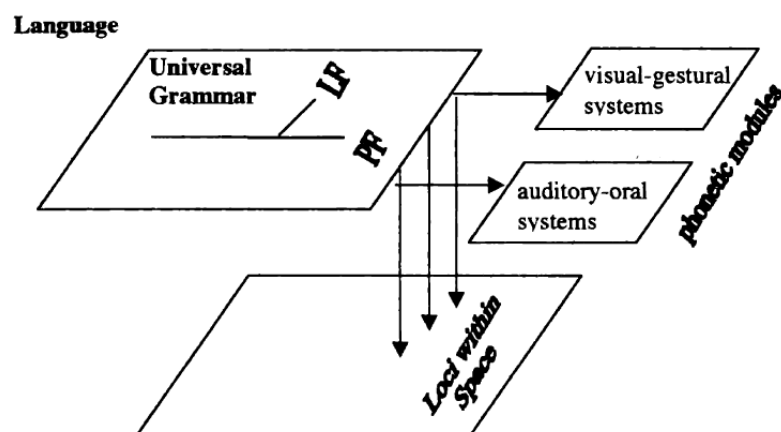 Language
Universal
Grammar
LF
PF
visual-gestural
systems
auditory-oral
systems
phonetic modules
Loci within
Space